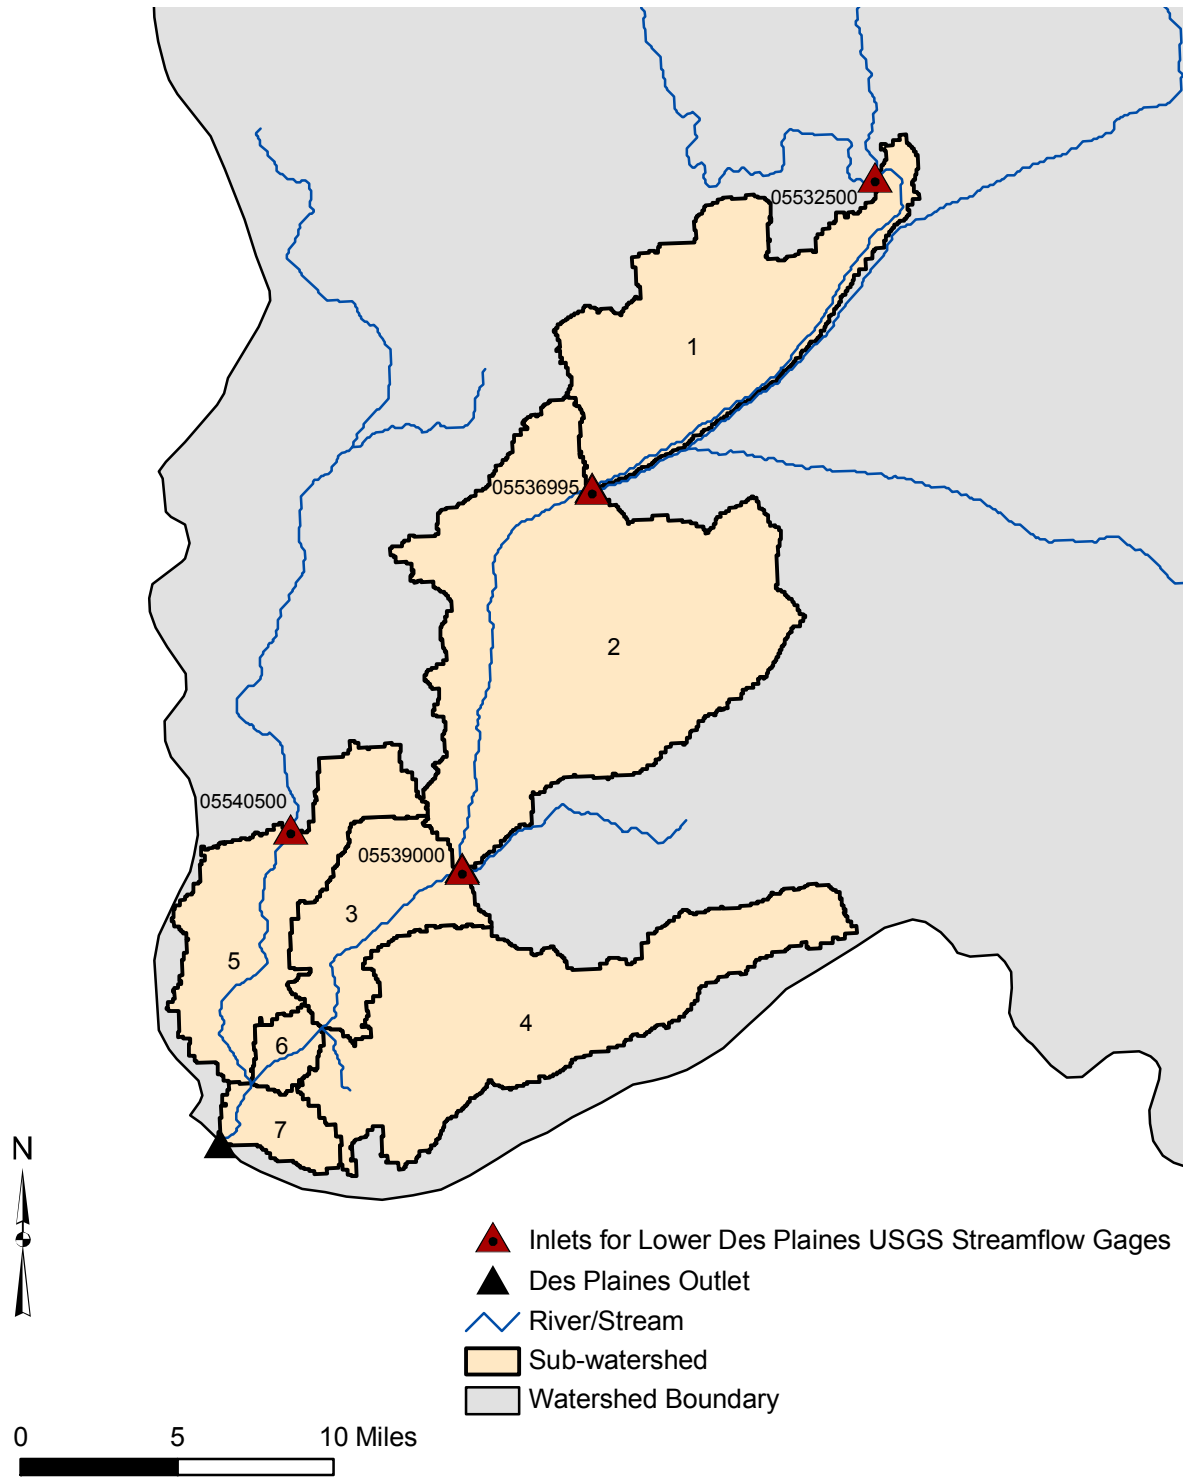 05532500
1
05536995
2
05540500
05539000
3
5
4
6
7
N
Inlets for Lower Des Plaines USGS Streamflow Gages
Des Plaines Outlet
River/Stream
Sub-watershed
Watershed Boundary
0 5 10 Miles